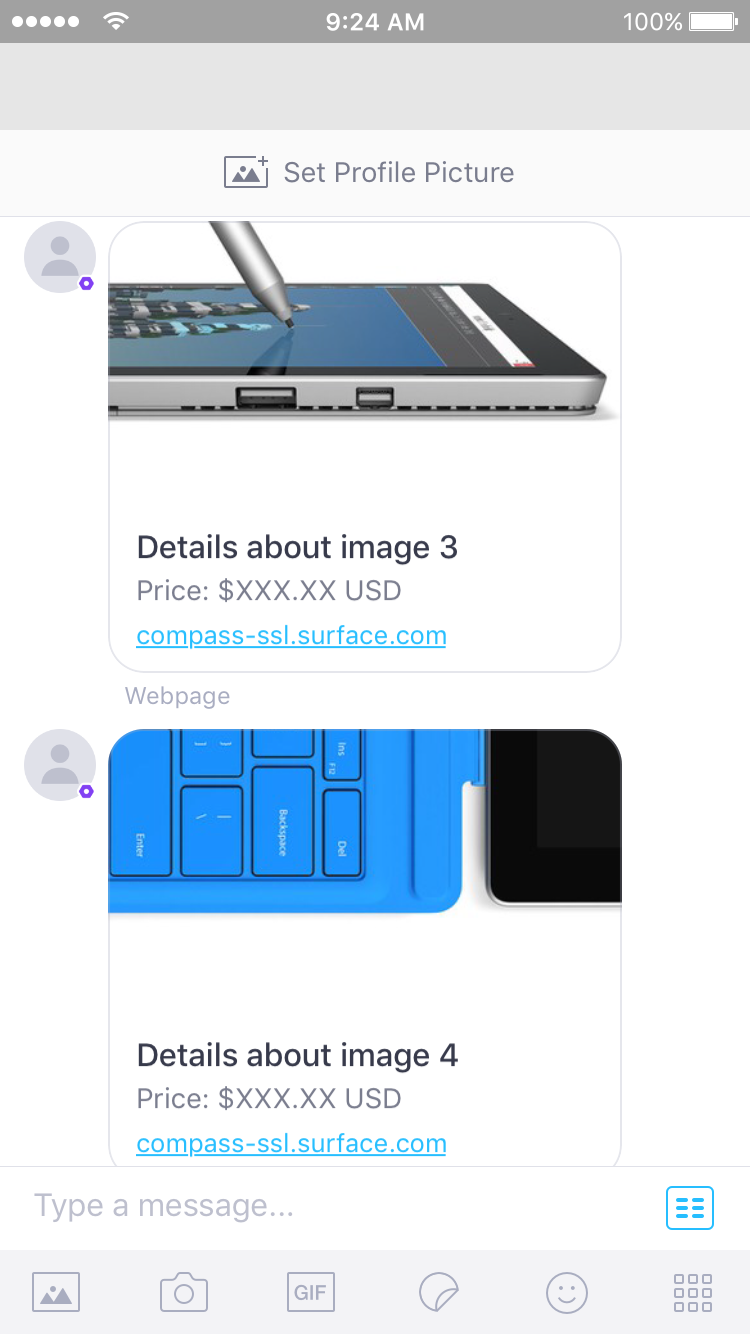 9:24 AM
100%
Set Profile Picture
Details about image 3
Price: $XXX.XX USD
compass-ssl.surface.com
Webpage
Ins
F12
Enter
Backspace
Del
Details about image 4
Price: $XXX.XX USD
compass-ssl.surface.com
Type a message...
GIF